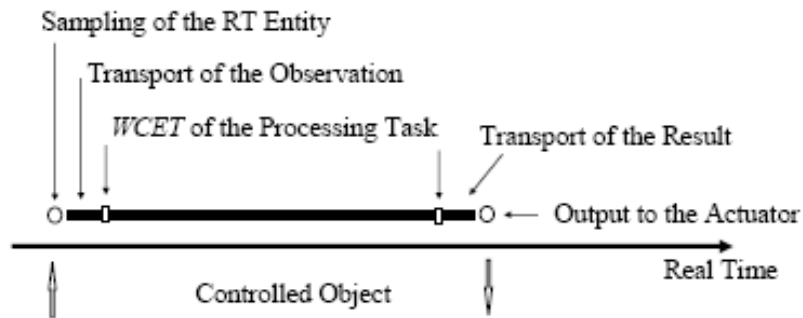 Sampling of the RT Entity
Transport of the Observation
WCET of the Processing Task
Transport of the Result
Output to the Actuator
Real Time
Controlled Object